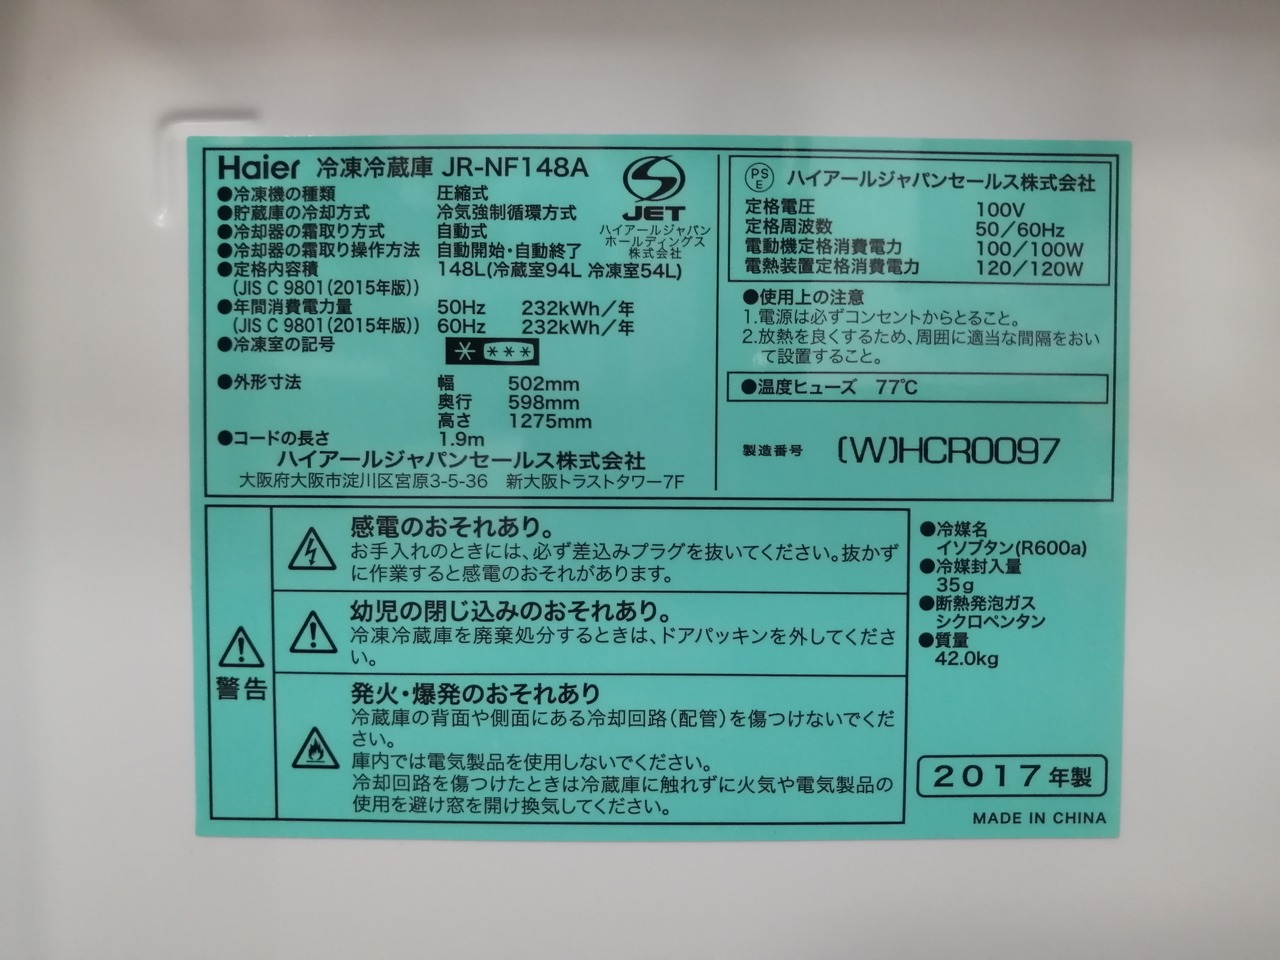 Haier 冷凍冷蔵庫 JR-NF148A
●冷凍機の種類 圧縮式
●貯蔵庫の冷却方式 冷気強制循環方式
●冷却器の霜取り方式 自動式
●冷却器の霜取り操作方法 自動開始・自動終了
●定格内容積 148L(冷蔵室94L 冷凍室54L)
(JIS C 9801(2015年版))
●年間消費電力量 50Hz 232kWh/年
(JIS C 9801(2015年版)) 60Hz 232kWh/年
●冷凍室の記号 * ***
●外形寸法 幅 502mm
奥行 598mm
高さ 1275mm
●コードの長さ 1.9m
ハイアールジャパンセールス株式会社
大阪府大阪市淀川区宮原3-5-36 新大阪トラストタワー7F
S
JET
ハイアールジャパン
ホールディングス
株式会社
PS
E
ハイアールジャパンセールス株式会社
定格電圧 100V
定格周波数 50/60Hz
電動機定格消費電力 100/100W
電熱装置定格消費電力 120/120W
●使用上の注意
1.電源は必ずコンセントからとること。
2.放熱を良くするため、周囲に適当な間隔をおい
て設置すること。
●温度ヒューズ 77℃
製造番号 (W)HCR0097
警告
感電のおそれあり。
お手入れのときには、必ず差込みプラグを抜いてください。抜かず
に作業すると感電のおそれがあります。
幼児の閉じ込みのおそれあり。
冷凍冷蔵庫を廃棄処分するときは、ドアパッキンを外してくださ
い。
発火・爆発のおそれあり
冷蔵庫の背面や側面にある冷却回路(配管)を傷つけないでくだ
さい。
庫内では電気製品を使用しないでください。
冷却回路を傷つけたときは冷蔵庫に触れずに火気や電気製品の
使用を避け窓を開け換気してください。
●冷媒名
イソブタン(R600a)
●冷媒封入量
35g
●断熱発泡ガス
シクロペンタン
●質量
42.0kg
2017年製
MADE IN CHINA